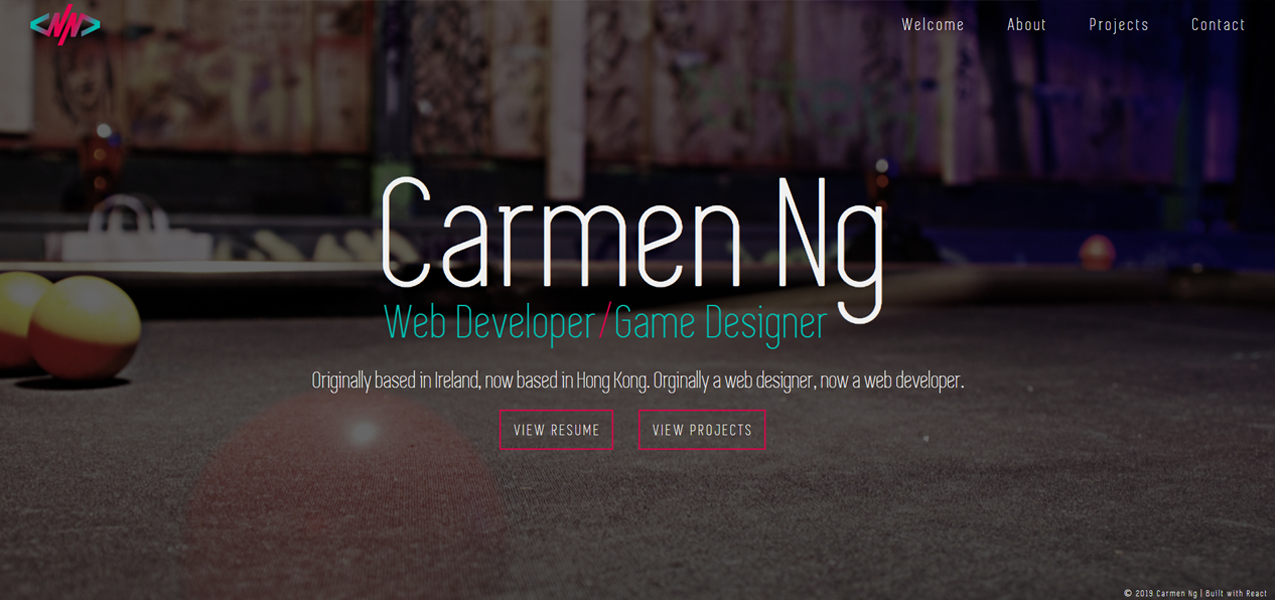 Welcome About Projects Contact
Carmen Ng
Web Developer/Game Designer
Originally based in Ireland, now based in Hong Kong. Orginally a web designer, now a web developer.
VIEW RESUME VIEW PROJECTS
© 2019 Carmen Ng | Built with React